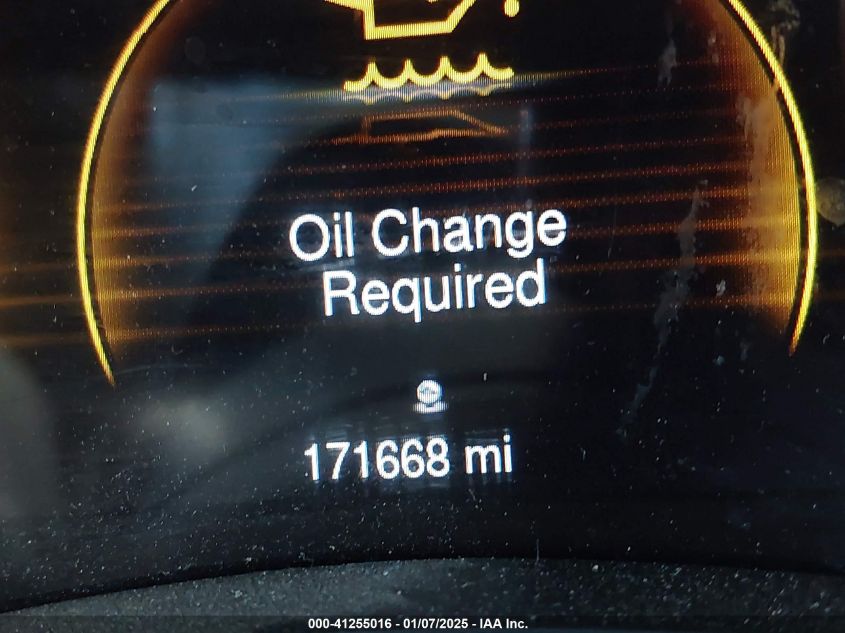 Oil Change
Required
171668 mi
000-41255016 - 01/07/2025 - IAA Inc.